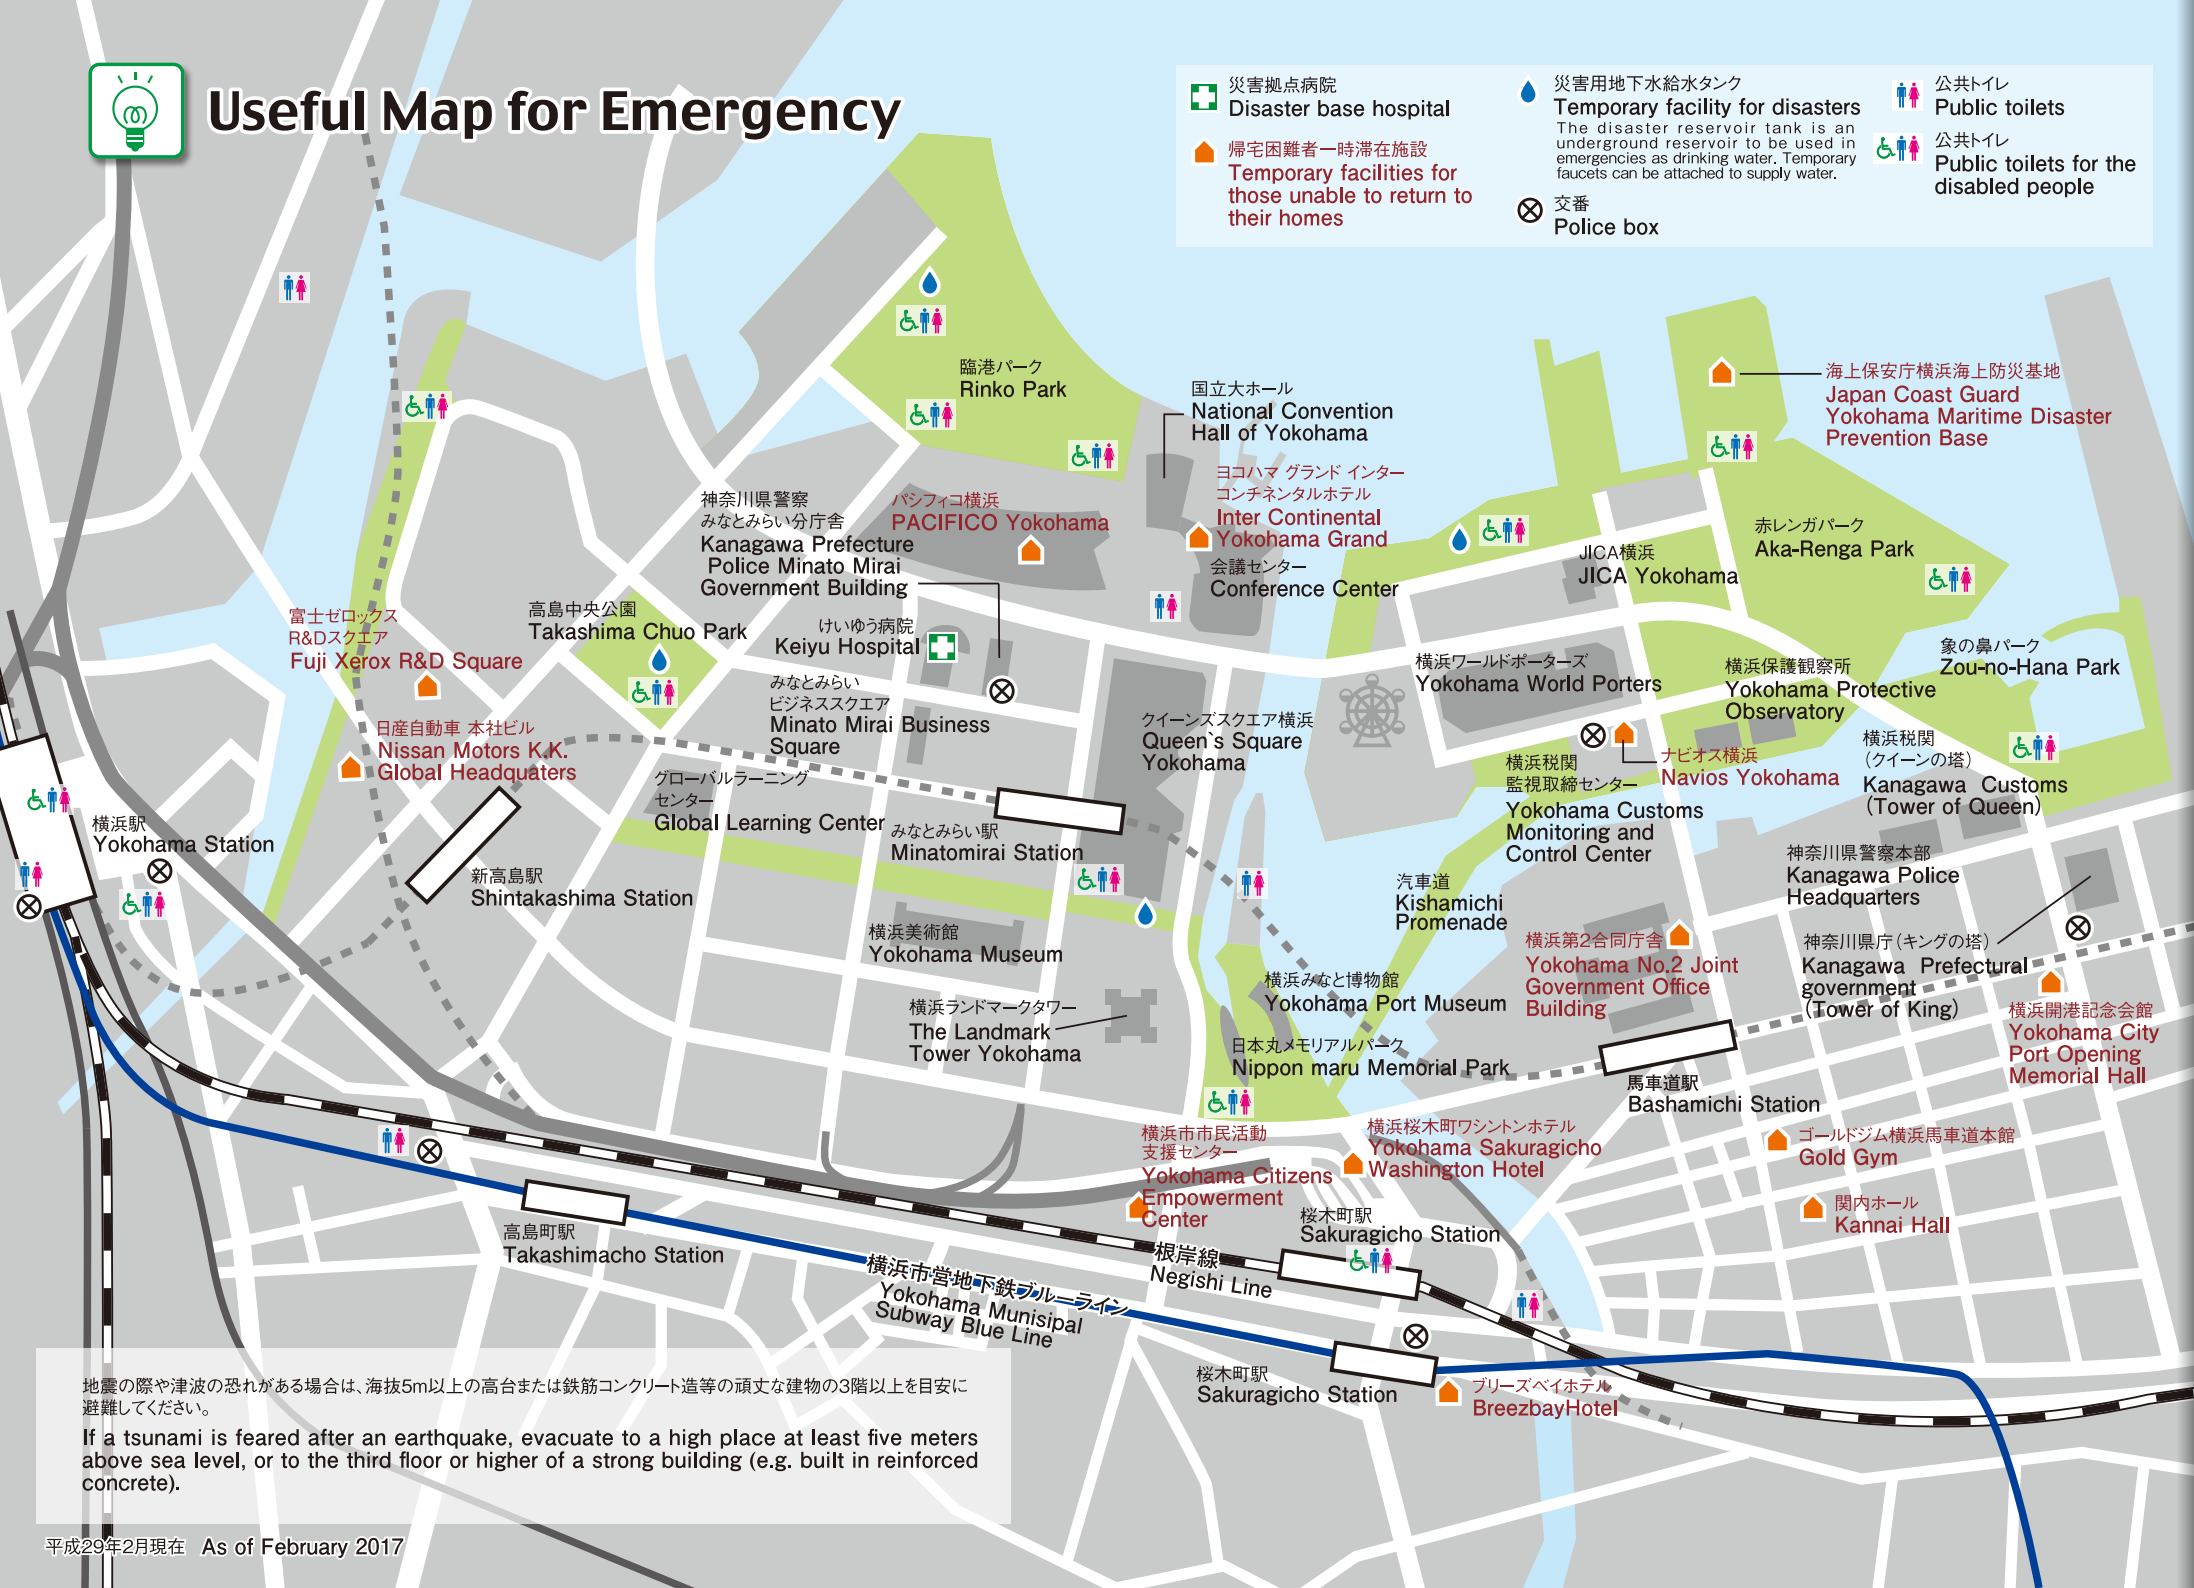 Useful Map for Emergency
災害拠点病院
Disaster base hospital
帰宅困難者一時滞在施設
Temporary facilities for
those unable to return to
their homes
災害用地下水給水タンク
Temporary facility for disasters
The disaster reservoir tank is an
underground reservoir to be used in
emergencies as drinking water. Temporary
faucets can be attached to supply water.
交番
Police box
公共トイレ
Public toilets
公共トイレ
Public toilets for the
disabled people
臨港パーク
Rinko Park
国立大ホール
National Convention
Hall of Yokohama
海上保安庁横浜海上防災基地
Japan Coast Guard
Yokohama Maritime Disaster
Prevention Base
ヨコハマ グランド インター
コンチネンタルホテル
Inter Continental
Yokohama Grand
会議センター
Conference Center
パシフィコ横浜
PACIFICO Yokohama
神奈川県警察
みなとみらい分庁舎
Kanagawa Prefecture
Police Minato Mirai
Government Building
JICA横浜
JICA Yokohama
赤レンガパーク
Aka-Renga Park
富士ゼロックス
R&Dスクエア
Fuji Xerox R&D Square
高島中央公園
Takashima Chuo Park
けいゆう病院
Keiyu Hospital
みなとみらい
ビジネススクエア
Minato Mirai Business
Square
横浜ワールドポーターズ
Yokohama World Porters
横浜保護観察所
Yokohama Protective
Observatory
象の鼻パーク
Zou-no-Hana Park
日産自動車 本社ビル
Nissan Motors K.K.
Global Headquaters
クイーンズスクエア横浜
Queen`s Square
Yokohama
グローバルラーニング
センター
Global Learning Center
横浜税関
監視取締センター
Yokohama Customs
Monitoring and
Control Center
ナビオス横浜
Navios Yokohama
横浜税関
(クイーンの塔)
Kanagawa Customs
(Tower of Queen)
横浜駅
Yokohama Station
みなとみらい駅
Minatomirai Station
新高島駅
Shintakashima Station
汽車道
Kishamichi
Promenade
神奈川県警察本部
Kanagawa Police
Headquarters
横浜美術館
Yokohama Museum
横浜第2合同庁舎
Yokohama No.2 Joint
Government Office
Building
神奈川県庁(キングの塔)
Kanagawa Prefectural
government
(Tower of King)
横浜みなと博物館
Yokohama Port Museum
横浜ランドマークタワー
The Landmark
Tower Yokohama
横浜開港記念会館
Yokohama City
Port Opening
Memorial Hall
日本丸メモリアルパーク
Nippon maru Memorial Park
馬車道駅
Bashamichi Station
横浜市市民活動
支援センター
Yokohama Citizens
Empowerment
Center
横浜桜木町ワシントンホテル
Yokohama Sakuragicho
Washington Hotel
ゴールドジム横浜馬車道本館
Gold Gym
関内ホール
Kannai Hall
桜木町駅
Sakuragicho Station
高島町駅
Takashimacho Station
根岸線
Negishi Line
横浜市営地下鉄ブルーライン
Yokohama Munisipal
Subway Blue Line
桜木町駅
Sakuragicho Station
ブリーズベイホテル
BreezbayHotel
地震の際や津波の恐れがある場合は、海抜5m以上の高台または鉄筋コンクリート造等の頑丈な建物の3階以上を目安に
避難してください。
If a tsunami is feared after an earthquake, evacuate to a high place at least five meters
above sea level, or to the third floor or higher of a strong building (e.g. built in reinforced
concrete).
平成29年2月現在 As of February 2017